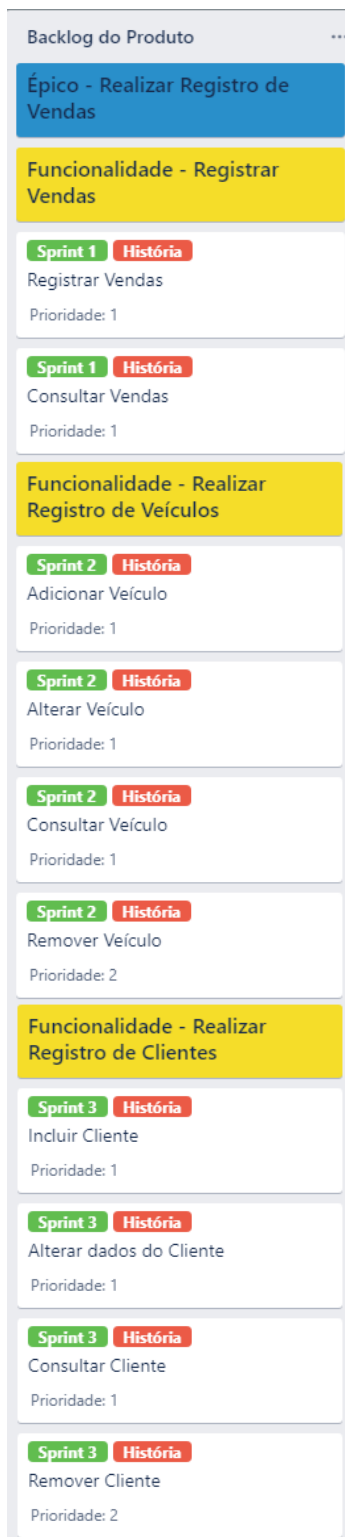 Backlog do Produto ...
Épico - Realizar Registro de
Vendas
Funcionalidade - Registrar
Vendas
Sprint 1 História
Registrar Vendas
Prioridade: 1
Sprint 1 História
Consultar Vendas
Prioridade: 1
Funcionalidade - Realizar
Registro de Veículos
Sprint 2 História
Adicionar Veículo
Prioridade: 1
Sprint 2 História
Alterar Veículo
Prioridade: 1
Sprint 2 História
Consultar Veículo
Prioridade: 1
Sprint 2 História
Remover Veículo
Prioridade: 2
Funcionalidade - Realizar
Registro de Clientes
Sprint 3 História
Incluir Cliente
Prioridade: 1
Sprint 3 História
Alterar dados do Cliente
Prioridade: 1
Sprint 3 História
Consultar Cliente
Prioridade: 1
Sprint 3 História
Remover Cliente
Prioridade: 2